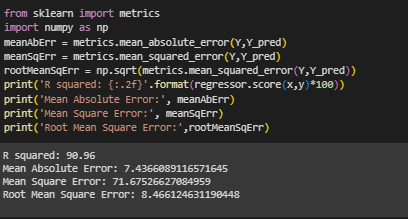 from sklearn import metrics
import numpy as np
meanAbErr = metrics.mean_absolute_error(Y,Y_pred)
meanSqErr = metrics.mean_squared_error(Y,Y_pred)
rootMeanSqErr = np.sqrt(metrics.mean_squared_error(Y,Y_pred))
print('R squared: {:.2f}'.format(regressor.score(x,y)*100))
print('Mean Absolute Error:', meanAbErr)
print('Mean Square Error:', meanSqErr)
print('Root Mean Square Error:',rootMeanSqErr)
R squared: 90.96
Mean Absolute Error: 7.4366089116571645
Mean Square Error: 71.67526627084959
Root Mean Square Error: 8.466124631190448